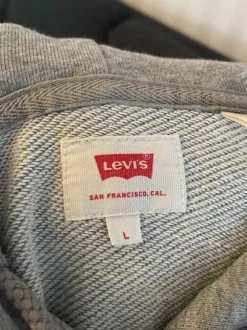 Levi's®
SAN FRANCISCO, CAL.
L